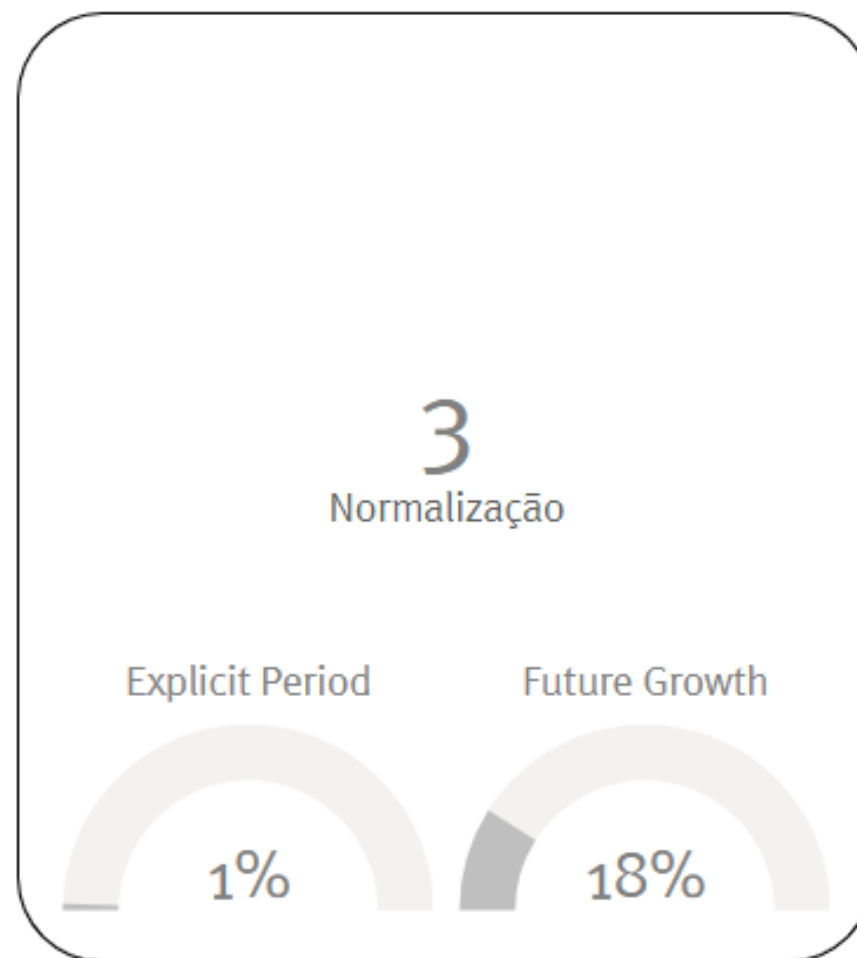 3
Normalização
Explicit Period
Future Growth
1%
18%